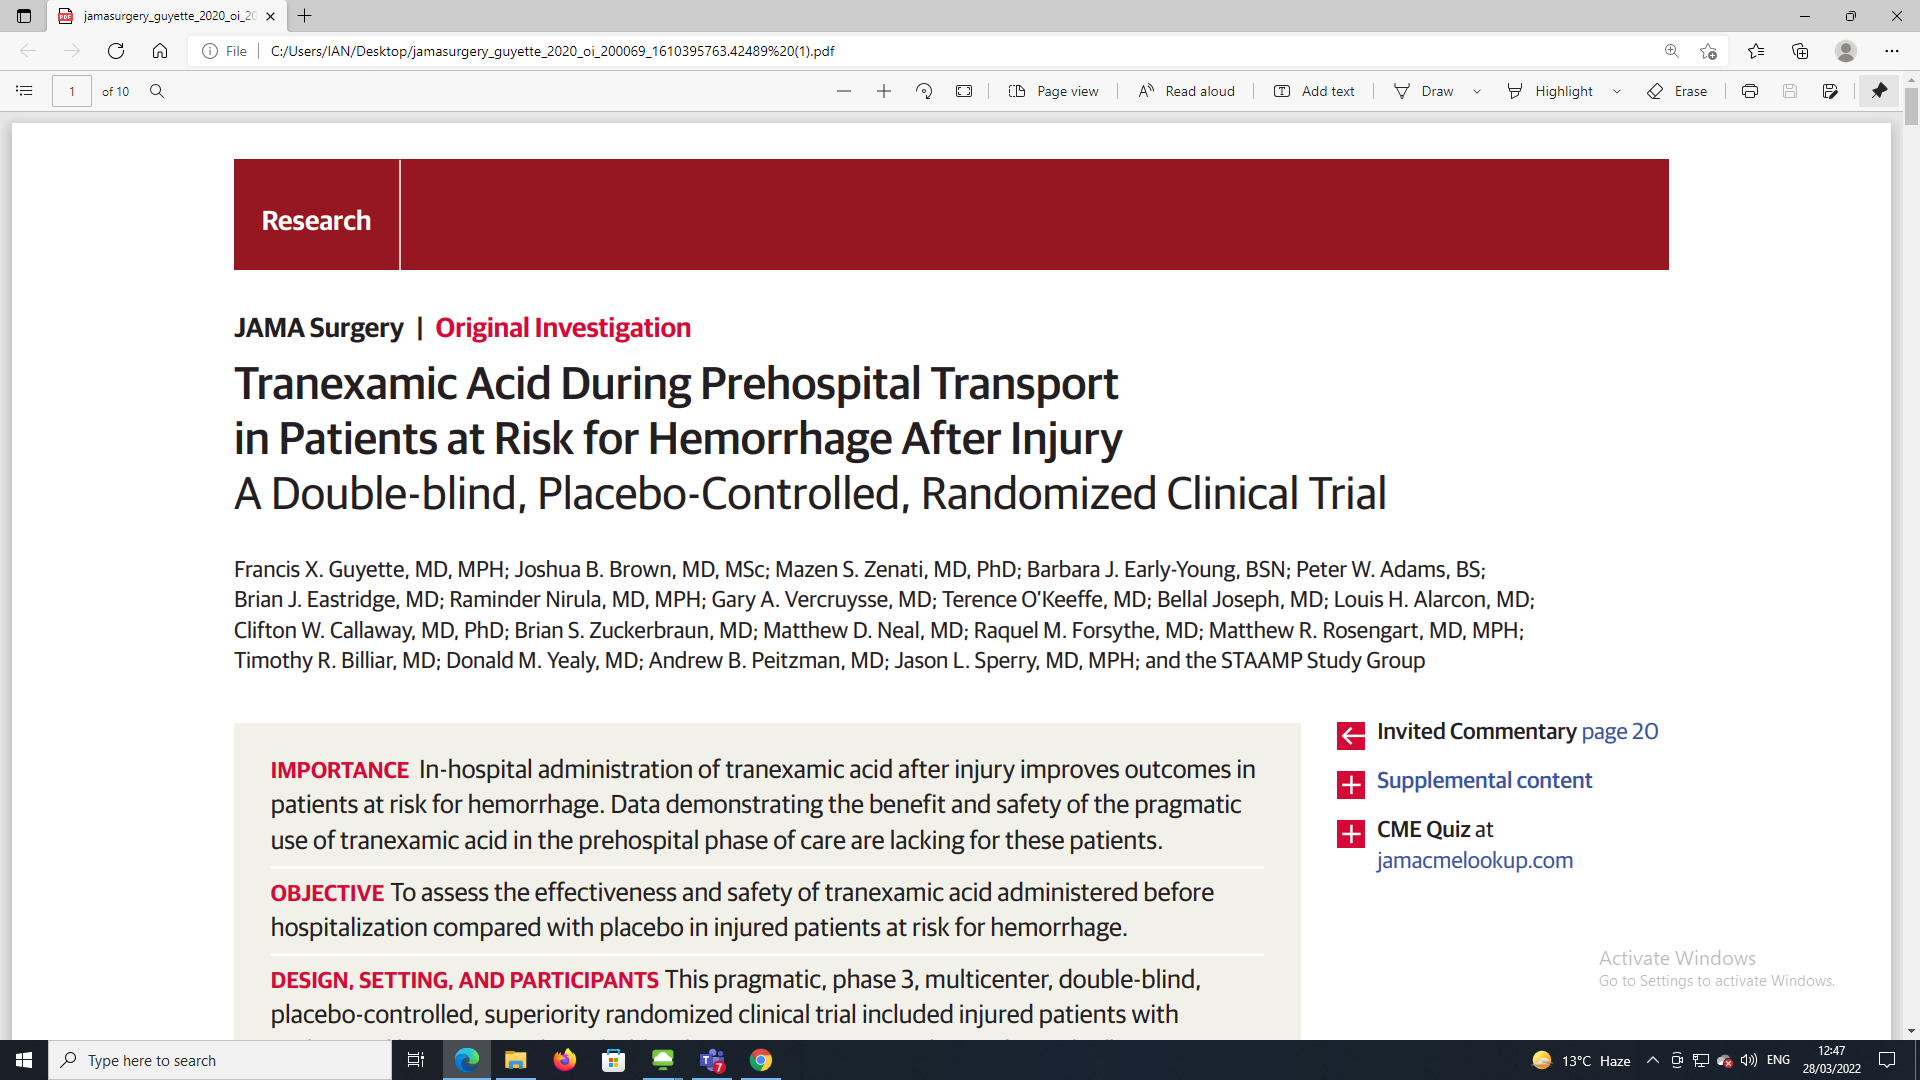 jamasurgery_guyette_2020_oi_20
File
C:/Users/IAN/Desktop/jamasurgery_guyette_2020_oi_200069_1610395763.42489%20(1).pdf
1 of 10
Page view
Read aloud
Add text
Draw
Highlight
Erase
Research
JAMA Surgery | Original Investigation
Tranexamic Acid During Prehospital Transport
in Patients at Risk for Hemorrhage After Injury
A Double-blind, Placebo-Controlled, Randomized Clinical Trial
Francis X. Guyette, MD, MPH; Joshua B. Brown, MD, MSc; Mazen S. Zenati, MD, PhD; Barbara J. Early-Young, BSN; Peter W. Adams, BS;
Brian J. Eastridge, MD; Raminder Nirula, MD, MPH; Gary A. Vercruysse, MD; Terence O'Keeffe, MD; Bellal Joseph, MD; Louis H. Alarcon, MD;
Clifton W. Callaway, MD, PhD; Brian S. Zuckerbraun, MD; Matthew D. Neal, MD; Raquel M. Forsythe, MD; Matthew R. Rosengart, MD, MPH;
Timothy R. Billiar, MD; Donald M. Yealy, MD; Andrew B. Peitzman, MD; Jason L. Sperry, MD, MPH; and the STAAMP Study Group
IMPORTANCE In-hospital administration of tranexamic acid after injury improves outcomes in
patients at risk for hemorrhage. Data demonstrating the benefit and safety of the pragmatic
use of tranexamic acid in the prehospital phase of care are lacking for these patients.
OBJECTIVE To assess the effectiveness and safety of tranexamic acid administered before
hospitalization compared with placebo in injured patients at risk for hemorrhage.
DESIGN, SETTING, AND PARTICIPANTS This pragmatic, phase 3, multicenter, double-blind,
placebo-controlled, superiority randomized clinical trial included injured patients with
Invited Commentary page 20
Supplemental content
CME Quiz at
jamacmelookup.com
Activate Windows
Go to Settings to activate Windows.
Type here to search
7
13°C Haze
ENG
12:47
28/03/2022